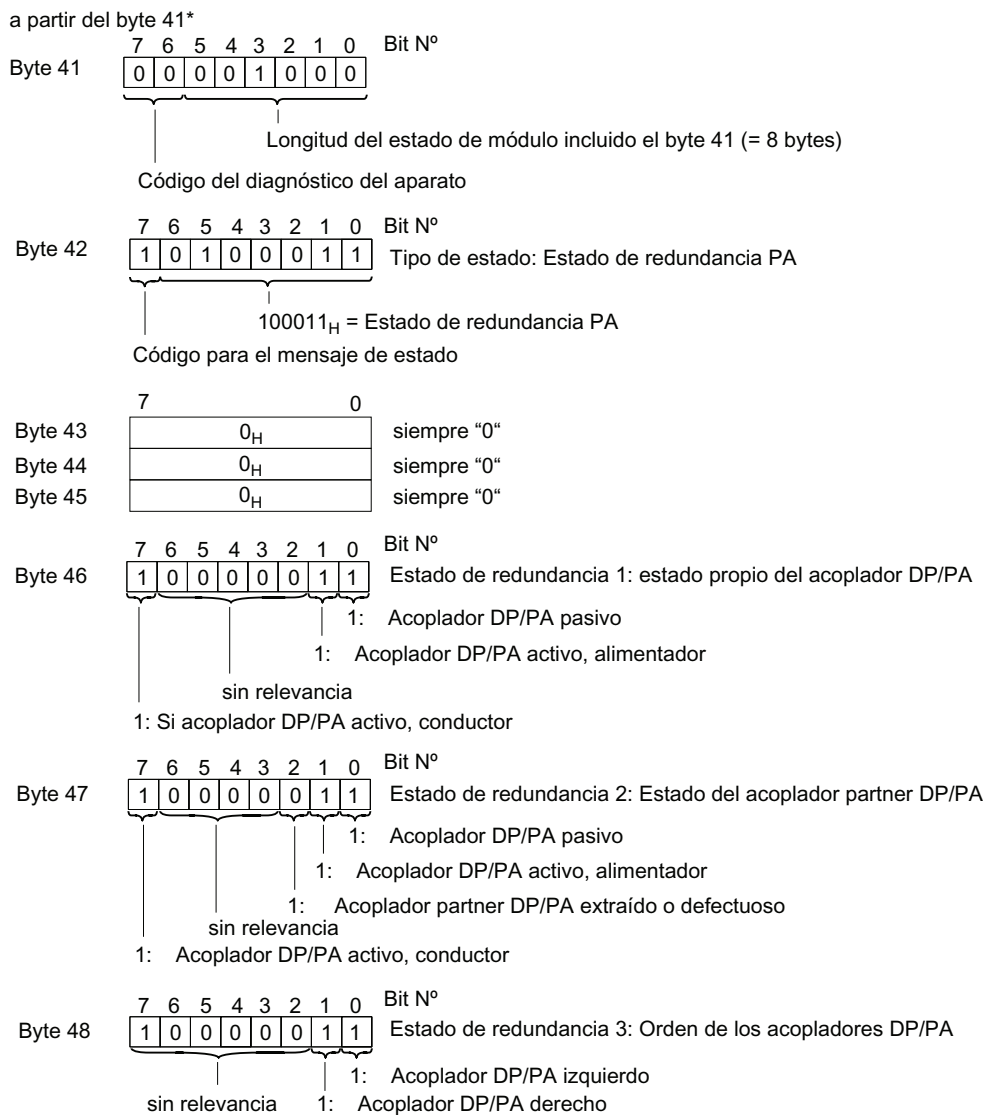 a partir del byte 41*
7 6 5 4 3 2 1 0 Bit Nº
Byte 41 0 0 0 0 1 0 0 0
Longitud del estado de módulo incluido el byte 41 (= 8 bytes)
Código del diagnóstico del aparato
7 6 5 4 3 2 1 0 Bit Nº
Byte 42 1 0 1 0 0 0 1 1 Tipo de estado: Estado de redundancia PA
100011H = Estado de redundancia PA
Código para el mensaje de estado
7 0
Byte 43 0H siempre “0“
Byte 44 0H siempre “0“
Byte 45 0H siempre “0“
7 6 5 4 3 2 1 0 Bit Nº
Byte 46 1 0 0 0 0 0 1 1 Estado de redundancia 1: estado propio del acoplador DP/PA
1: Acoplador DP/PA pasivo
1: Acoplador DP/PA activo, alimentador
sin relevancia
1: Si acoplador DP/PA activo, conductor
7 6 5 4 3 2 1 0 Bit Nº
Byte 47 1 0 0 0 0 0 1 1 Estado de redundancia 2: Estado del acoplador partner DP/PA
1: Acoplador DP/PA pasivo
1: Acoplador DP/PA activo, alimentador
1: Acoplador partner DP/PA extraído o defectuoso
sin relevancia
1: Acoplador DP/PA activo, conductor
7 6 5 4 3 2 1 0 Bit Nº
Byte 48 1 0 0 0 0 0 1 1 Estado de redundancia 3: Orden de los acopladores DP/PA
1: Acoplador DP/PA izquierdo
sin relevancia 1: Acoplador DP/PA derecho